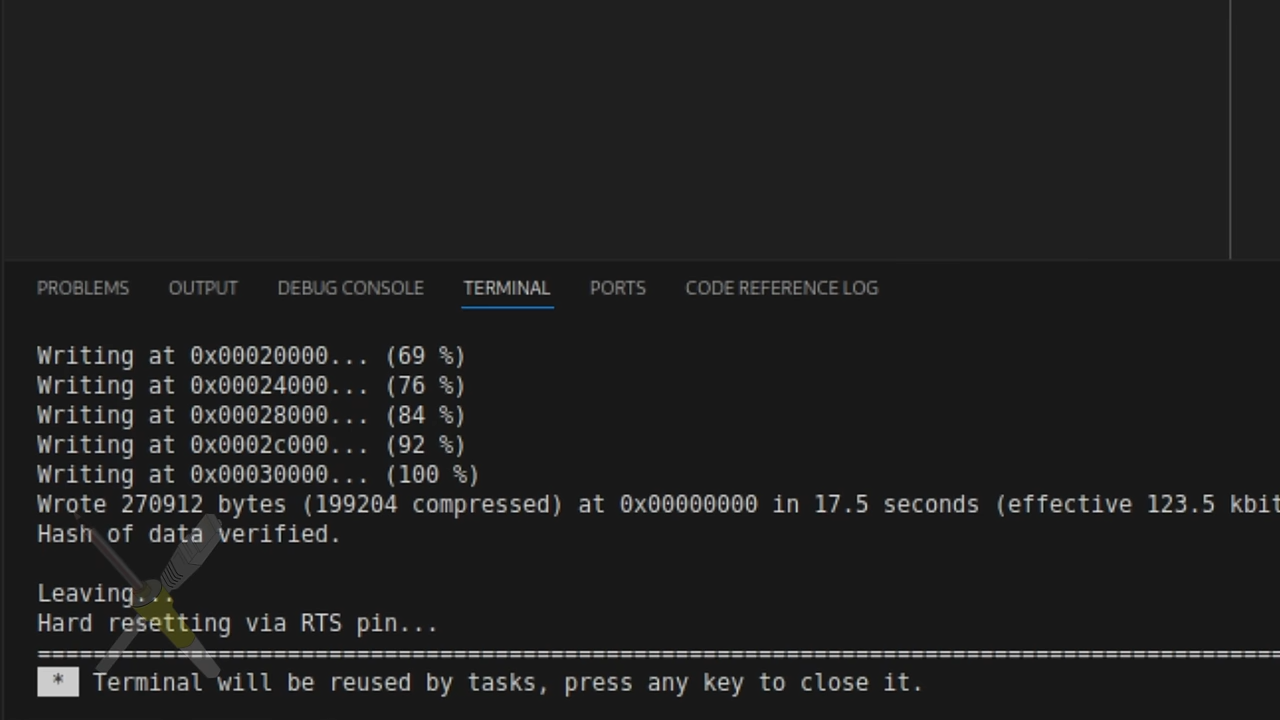 PROBLEMS OUTPUT DEBUG CONSOLE TERMINAL PORTS CODE REFERENCE LOG
Writing at 0x00020000... (69 %)
Writing at 0x00024000... (76 %)
Writing at 0x00028000... (84 %)
Writing at 0x0002c000... (92 %)
Writing at 0x00030000... (100 %)
Wrote 270912 bytes (199204 compressed) at 0x00000000 in 17.5 seconds (effective 123.5 kbit
Hash of data verified.
Leaving...
Hard resetting via RTS pin...
==========================================================================================
* Terminal will be reused by tasks, press any key to close it.